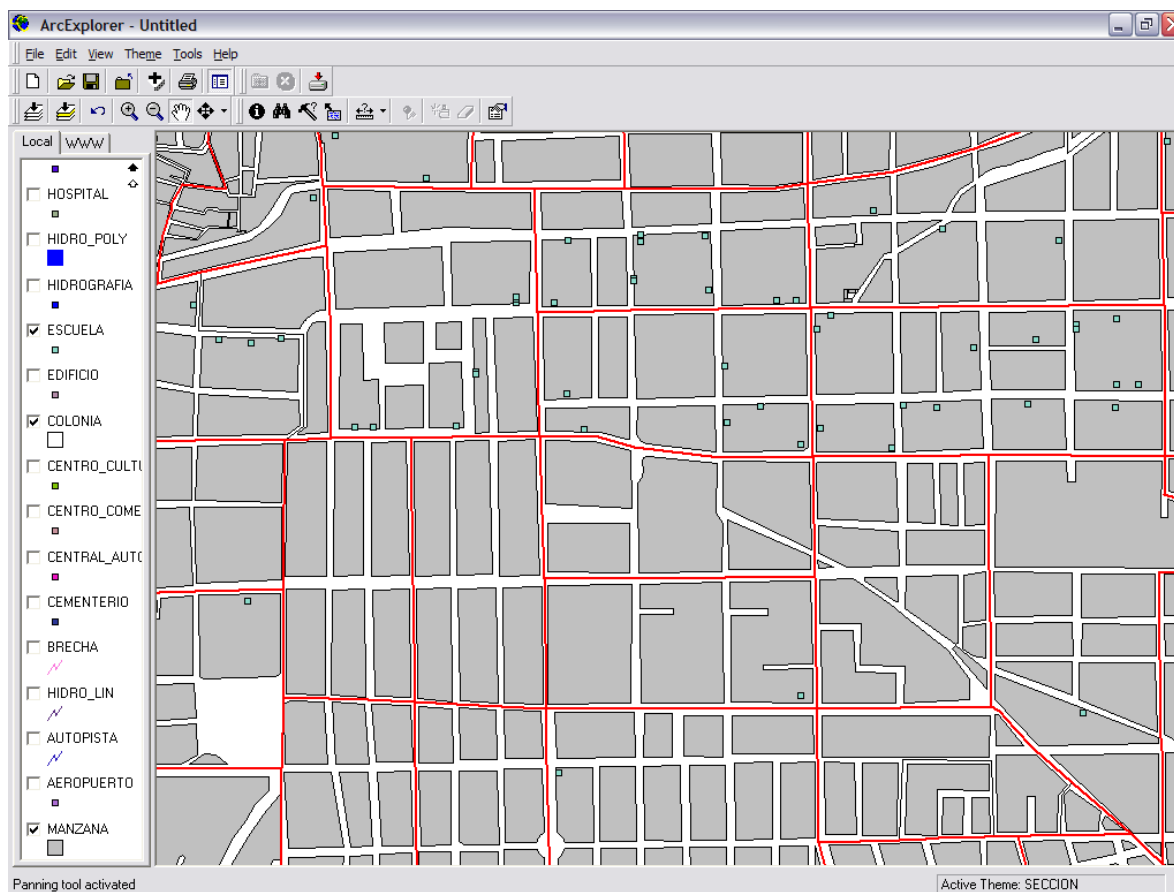 ArcExplorer - Untitled
File Edit View Theme Tools Help
Local WWW
HOSPITAL
HIDRO_POLY
HIDROGRAFIA
ESCUELA
EDIFICIO
COLONIA
CENTRO_CULTU
CENTRO_COME
CENTRAL_AUTO
CEMENTERIO
BRECHA
HIDRO_LIN
AUTOPISTA
AEROPUERTO
MANZANA
Panning tool activated
Active Theme: SECCION